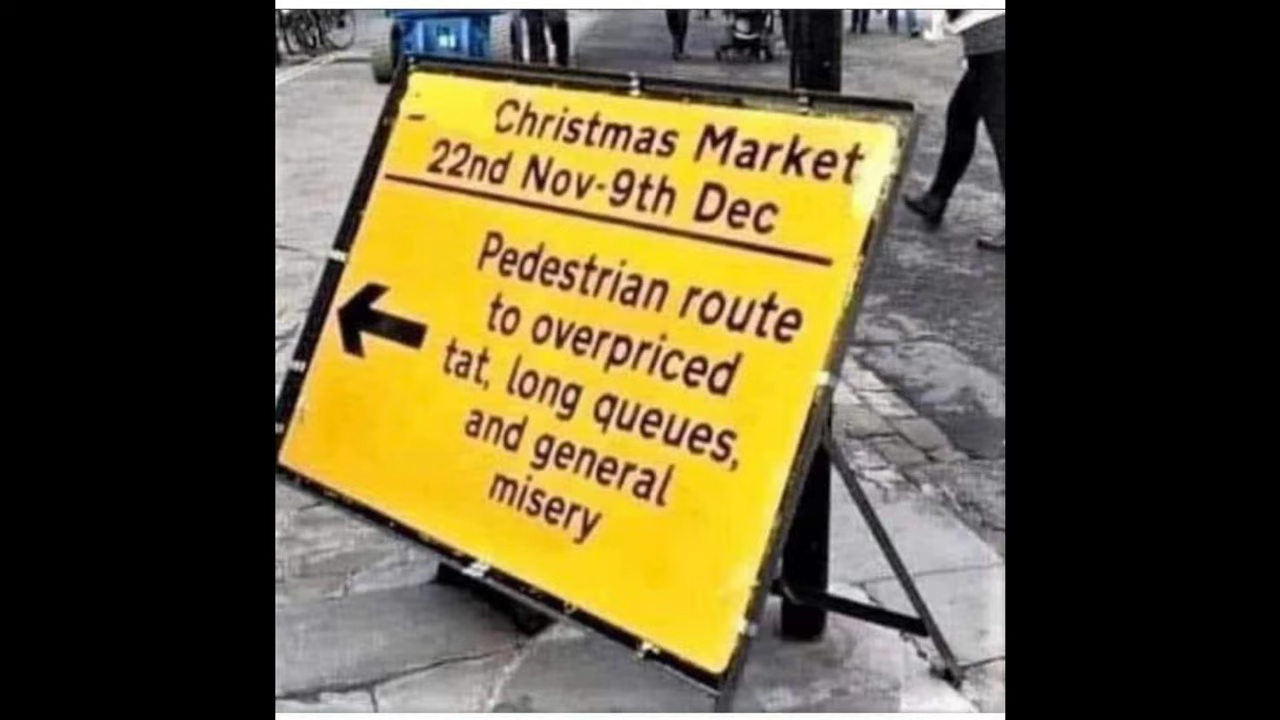 Christmas Market
22nd Nov-9th Dec
Pedestrian route
to overpriced
tat, long queues,
and general
misery